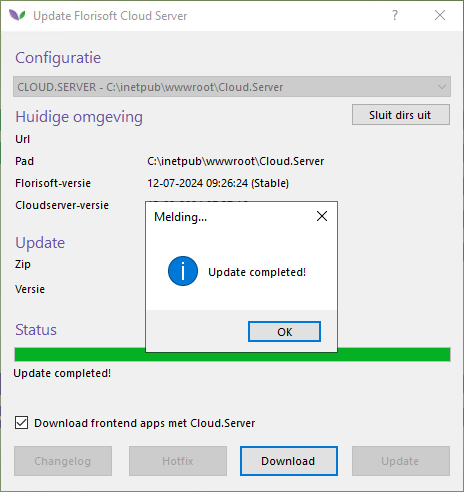 Update Florisoft Cloud Server
Configuratie
CLOUD.SERVER - C:\inetpub\wwwroot\Cloud.Server
Huidige omgeving
Sluit dirs uit
Url
Pad C:\inetpub\wwwroot\Cloud.Server
Florisoft-versie 12-07-2024 09:26:24 (Stable)
Cloudserver-versie
Melding...
Update completed!
OK
Update
Zip
Versie
Status
Update completed!
Download frontend apps met Cloud.Server
Changelog Hotfix Download Update